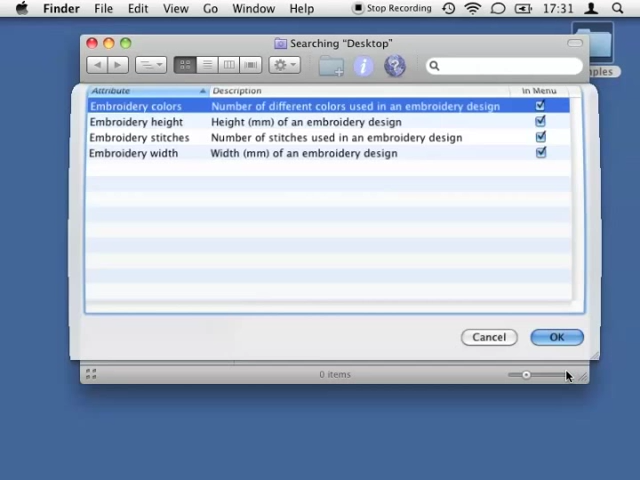 Finder File Edit View Go Window Help Stop Recording 17:31
Searching "Desktop"
Attribute Description In Menu
Embroidery colors Number of different colors used in an embroidery design
Embroidery height Height (mm) of an embroidery design
Embroidery stitches Number of stitches used in an embroidery design
Embroidery width Width (mm) of an embroidery design
Cancel OK
0 items